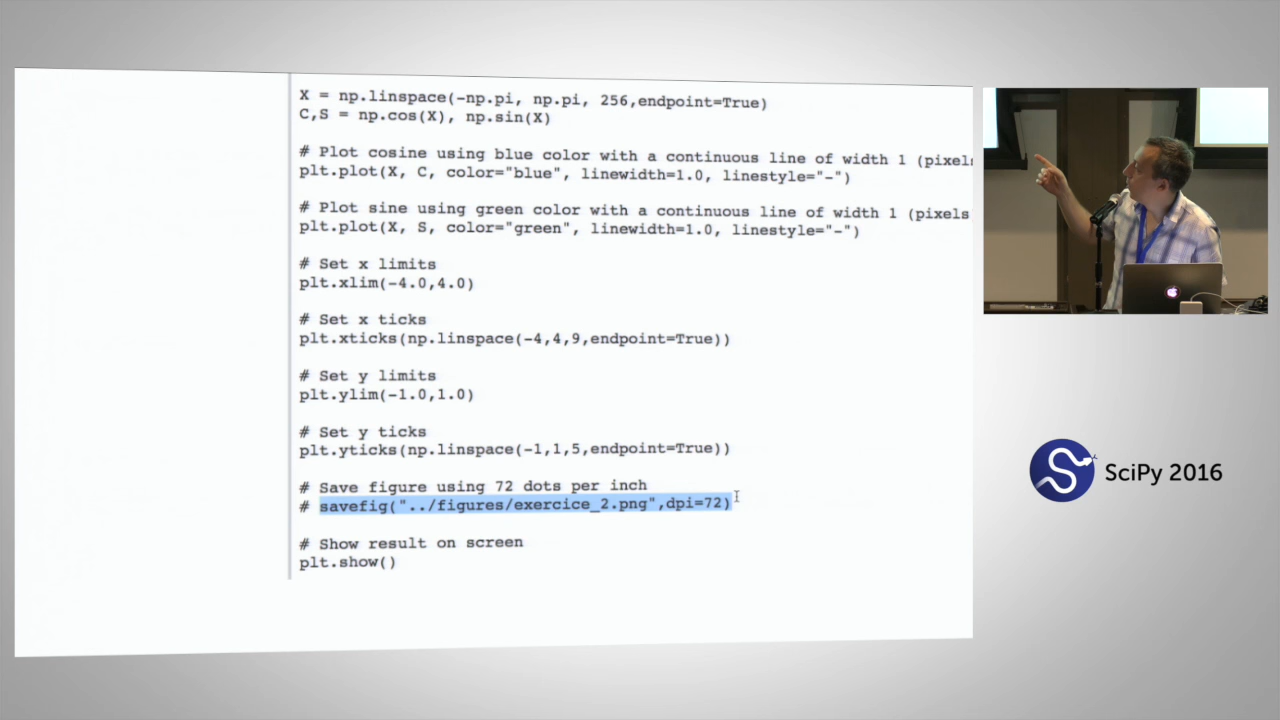 X = np.linspace(-np.pi, np.pi, 256,endpoint=True)
C,S = np.cos(X), np.sin(X)
# Plot cosine using blue color with a continuous line of width 1 (pixels
plt.plot(X, C, color="blue", linewidth=1.0, linestyle="-")
# Plot sine using green color with a continuous line of width 1 (pixels
plt.plot(X, S, color="green", linewidth=1.0, linestyle="-")
# Set x limits
plt.xlim(-4.0,4.0)
# Set x ticks
plt.xticks(np.linspace(-4,4,9,endpoint=True))
# Set y limits
plt.ylim(-1.0,1.0)
# Set y ticks
plt.yticks(np.linspace(-1,1,5,endpoint=True))
# Save figure using 72 dots per inch
# savefig("../figures/exercice_2.png",dpi=72)
# Show result on screen
plt.show()
SciPy 2016